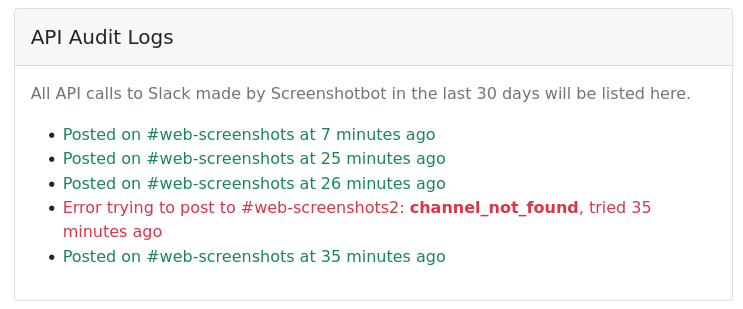 API Audit Logs
All API calls to Slack made by Screenshotbot in the last 30 days will be listed here.
Posted on #web-screenshots at 7 minutes ago
Posted on #web-screenshots at 25 minutes ago
Posted on #web-screenshots at 26 minutes ago
Error trying to post to #web-screenshots2: channel_not_found, tried 35
minutes ago
Posted on #web-screenshots at 35 minutes ago